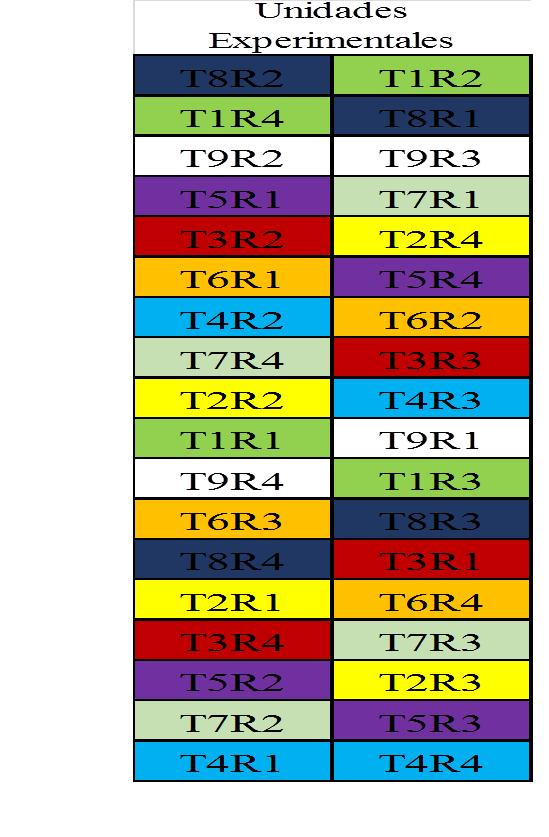 Unidades
Experimentales
T8R2 T1R2
T1R4 T8R1
T9R2 T9R3
T5R1 T7R1
T3R2 T2R4
T6R1 T5R4
T4R2 T6R2
T7R4 T3R3
T2R2 T4R3
T1R1 T9R1
T9R4 T1R3
T6R3 T8R3
T8R4 T3R1
T2R1 T6R4
T3R4 T7R3
T5R2 T2R3
T7R2 T5R3
T4R1 T4R4